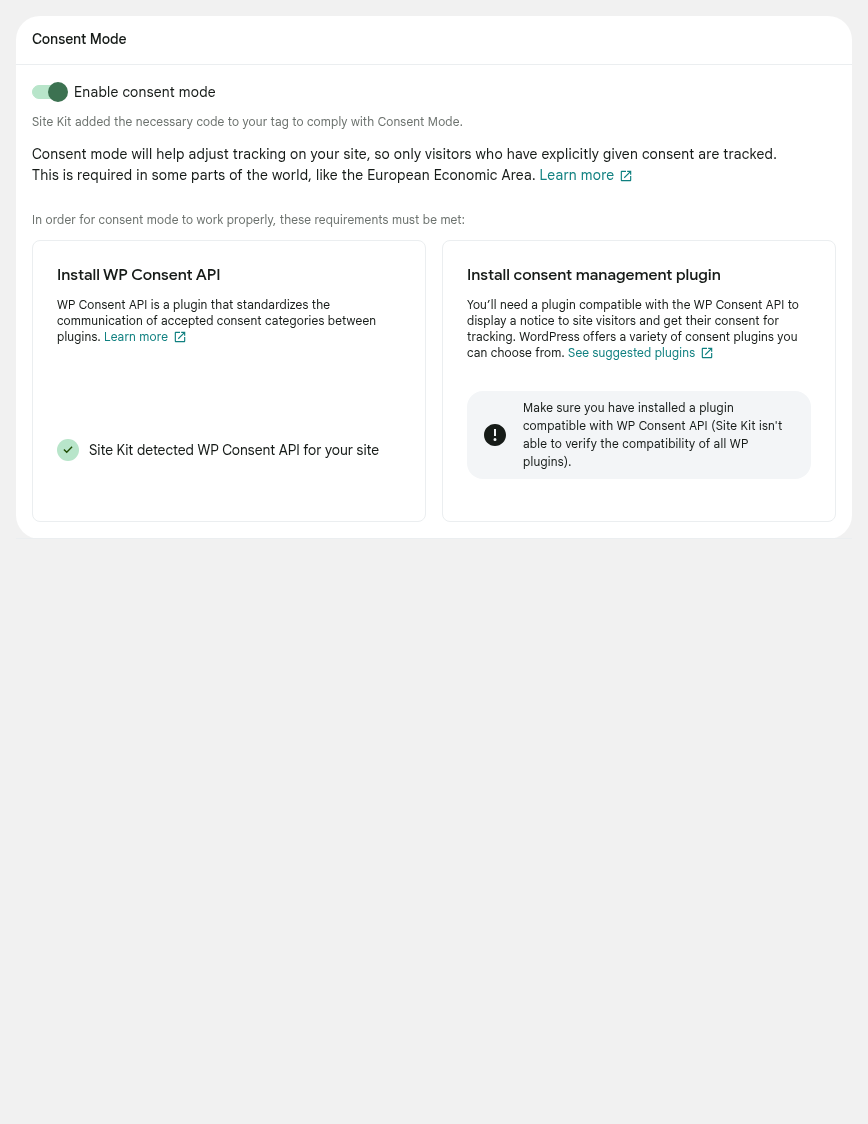 Consent Mode
Enable consent mode
Site Kit added the necessary code to your tag to comply with Consent Mode.
Consent mode will help adjust tracking on your site, so only visitors who have explicitly given consent are tracked.
This is required in some parts of the world, like the European Economic Area. Learn more
In order for consent mode to work properly, these requirements must be met:
Install WP Consent API
WP Consent API is a plugin that standardizes the
communication of accepted consent categories between
plugins. Learn more
Site Kit detected WP Consent API for your site
Install consent management plugin
You’ll need a plugin compatible with the WP Consent API to
display a notice to site visitors and get their consent for
tracking. WordPress offers a variety of consent plugins you
can choose from. See suggested plugins
Make sure you have installed a plugin
compatible with WP Consent API (Site Kit isn't
able to verify the compatibility of all WP
plugins).